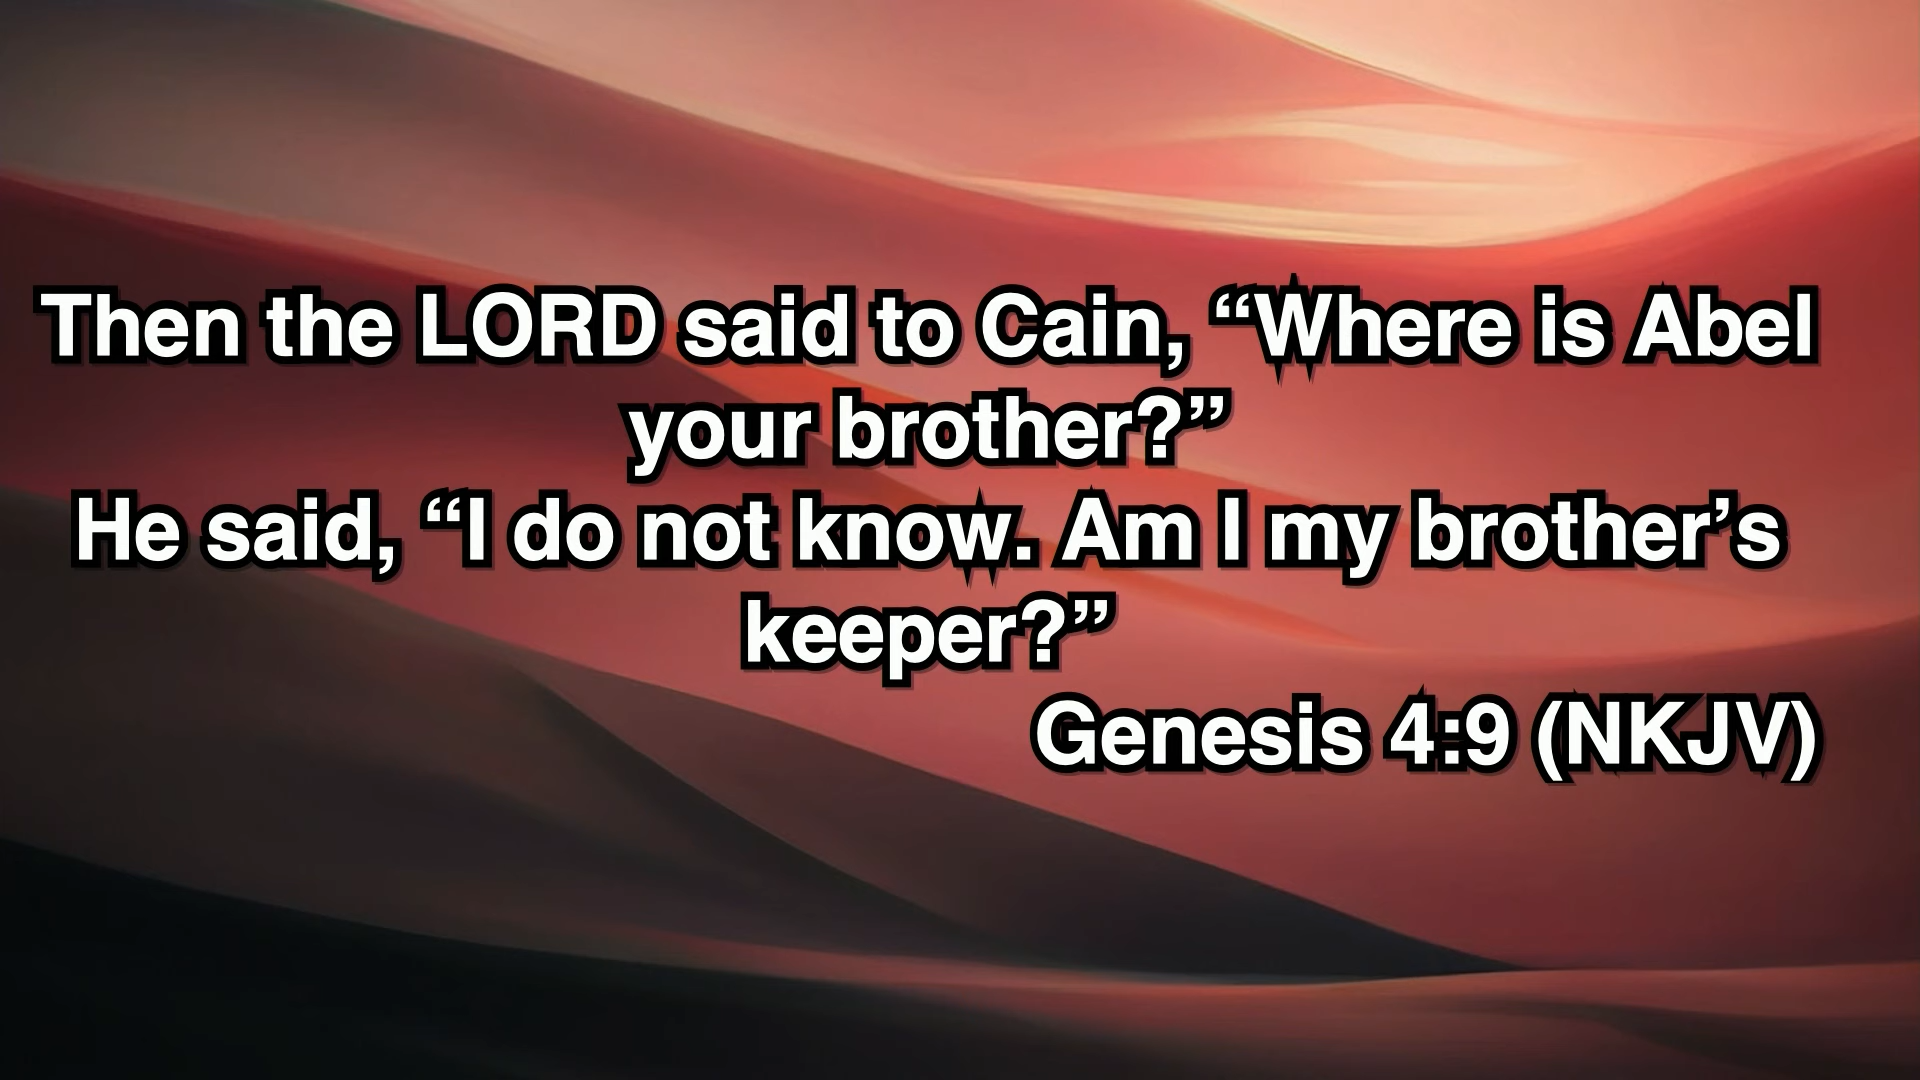 Then the LORD said to Cain, “Where is Abel
your brother?”
He said, “I do not know. Am I my brother’s
keeper?”
Genesis 4:9 (NKJV)